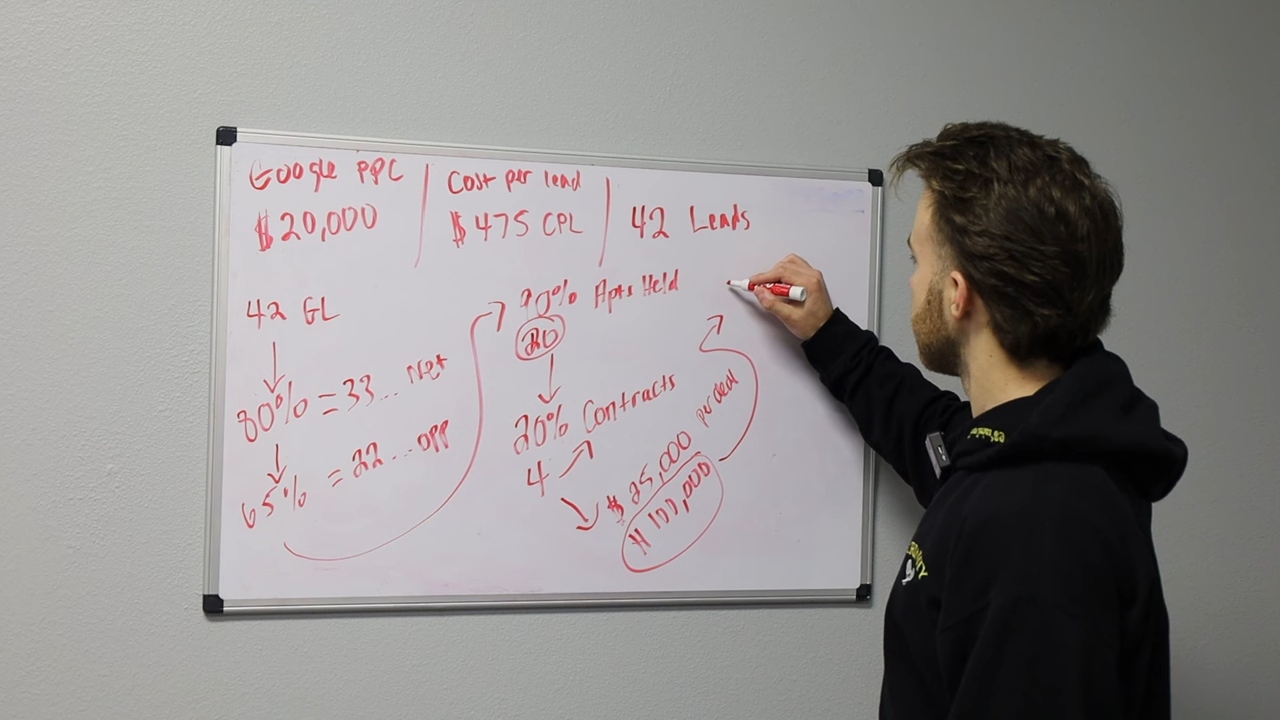 Google PPC
$20,000
Cost per lead
$475 CPL
42 Leads
42 GL
80% = 33... Net
65% = 22... opp
90% Apts Held
20
20% Contracts
4
$25,000 per deal
$100,000